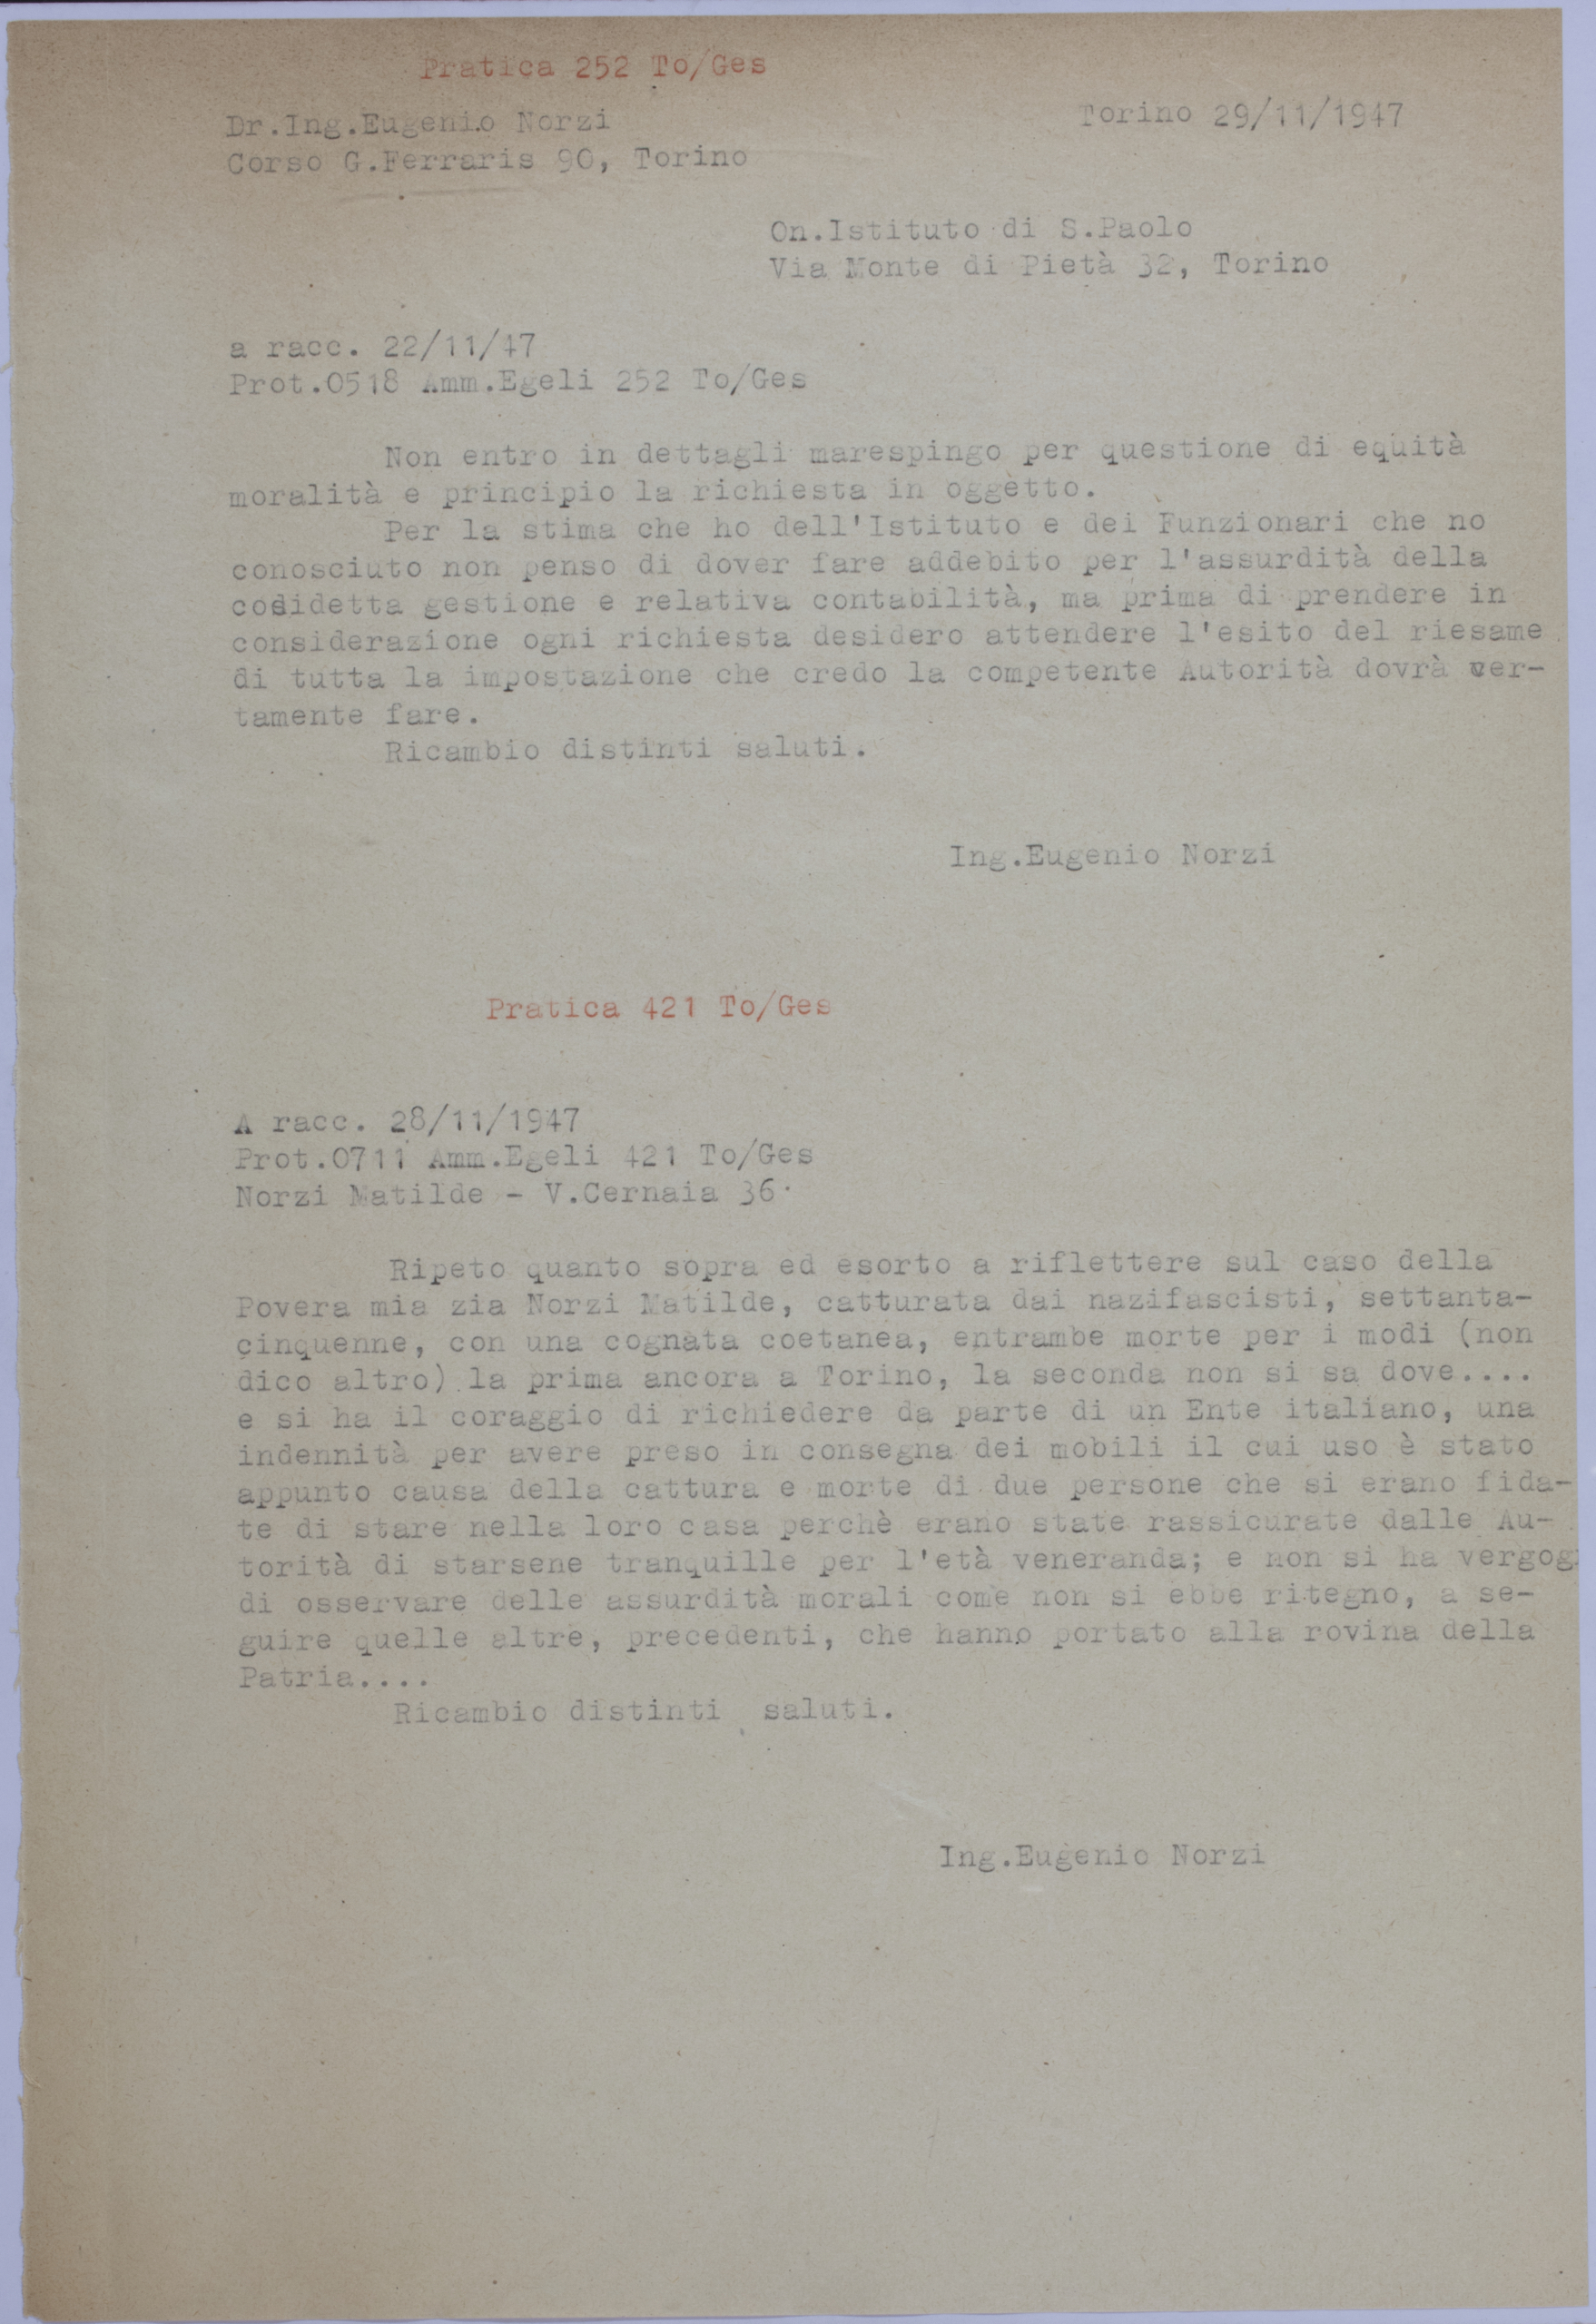 Pratica 252 To/Ges
Dr.Ing.Eugenio Norzi
Torino 29/11/1947
Corso G.Ferraris 90, Torino
On.Istituto di S.Paolo
Via Monte di Pietà 32, Torino
a racc. 22/11/47
Prot.0518 Amm.Egeli 252 To/Ges
Non entro in dettagli marespingo per questione di equità
moralità e principio la richiesta in oggetto.
Per la stima che ho dell'Istituto e dei Funzionari che no
conosciuto non penso di dover fare addebito per l'assurdità della
cosidetta gestione e relativa contabilità, ma prima di prendere in
considerazione ogni richiesta desidero attendere l'esito del riesame
di tutta la impostazione che credo la competente Autorità dovrà cer-
tamente fare.
Ricambio distinti saluti.
Ing.Eugenio Norzi
Pratica 421 To/Ges
A racc. 28/11/1947
Prot.0711 Amm.Egeli 421 To/Ges
Norzi Matilde - V.Cernaia 36.
Ripeto quanto sopra ed esorto a riflettere sul caso della
Povera mia zia Norzi Matilde, catturata dai nazifascisti, settanta-
cinquenne, con una cognata coetanea, entrambe morte per i modi (non
dico altro) la prima ancora a Torino, la seconda non si sa dove....
e si ha il coraggio di richiedere da parte di un Ente italiano, una
indennità per avere preso in consegna dei mobili il cui uso è stato
appunto causa della cattura e morte di due persone che si erano fida-
te di stare nella loro casa perchè erano state rassicurate dalle Au-
torità di starsene tranquille per l'età veneranda; e non si ha vergog
di osservare delle assurdità morali come non si ebbe ritegno, a se-
guire quelle altre, precedenti, che hanno portato alla rovina della
Patria....
Ricambio distinti saluti.
Ing.Eugenio Norzi